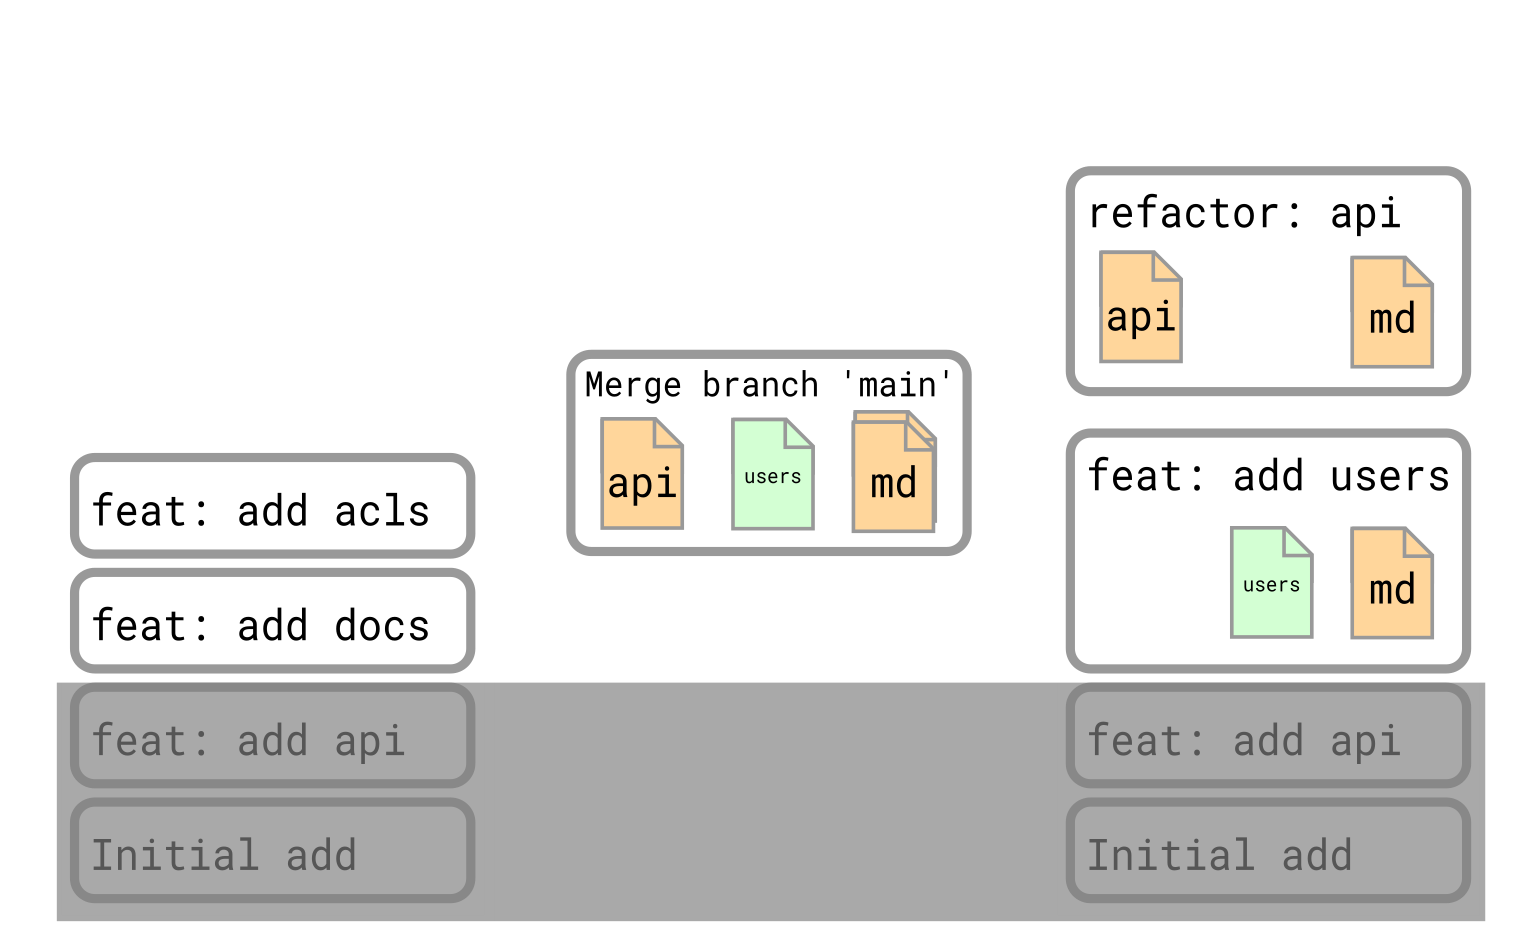 feat: add acls
feat: add docs
feat: add api
Initial add
Merge branch 'main'
api
users
md
refactor: api
api
md
feat: add users
users
md
feat: add api
Initial add